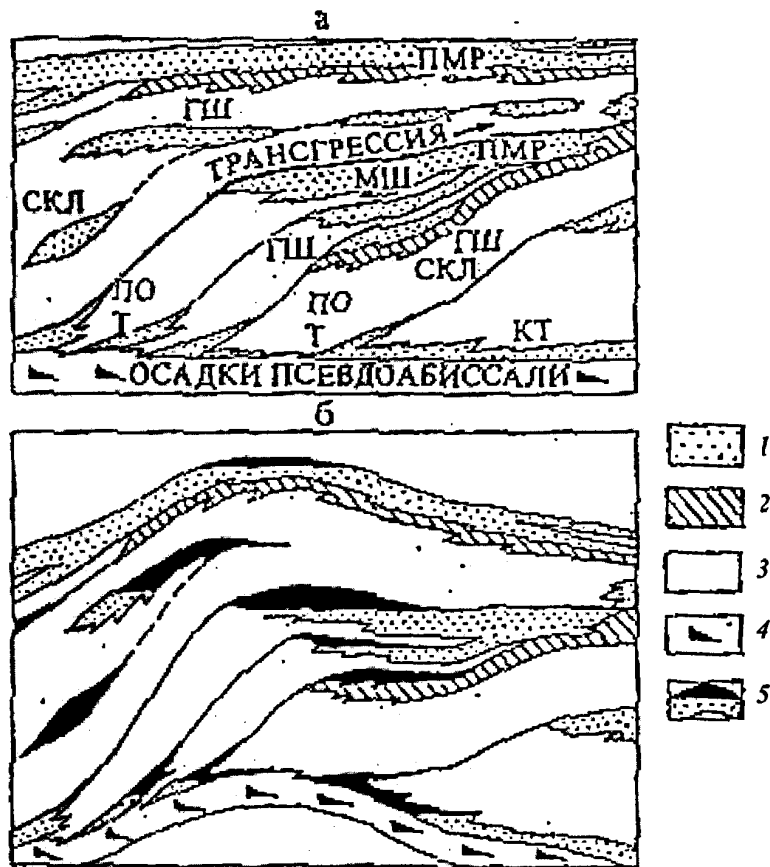 а
ПМР
ГШ
ТРАНСГРЕССИЯ
ПМР
МШ
СКЛ
ГШ
ГШ
СКЛ
ПО
Т
ПО
Т
КТ
ОСАДКИ ПСЕВДОАБИССАЛИ
б
1
2
3
4
5